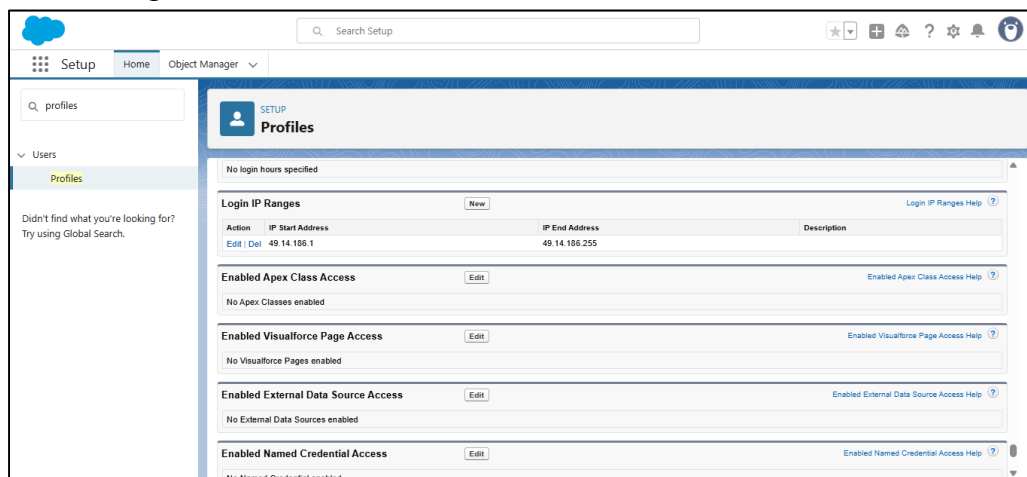 Search Setup
Setup Home Object Manager
profiles
SETUP
Profiles
Users
Profiles
Didn't find what you're looking for?
Try using Global Search.
No login hours specified
Login IP Ranges New Login IP Ranges Help ?
Action IP Start Address IP End Address Description
Edit | Del 49.14.186.1 49.14.186.255
Enabled Apex Class Access Edit Enabled Apex Class Access Help ?
No Apex Classes enabled
Enabled Visualforce Page Access Edit Enabled Visualforce Page Access Help ?
No Visualforce Pages enabled
Enabled External Data Source Access Edit Enabled External Data Source Access Help ?
No External Data Sources enabled
Enabled Named Credential Access Edit Enabled Named Credential Access Help ?
No Named Credential enabled